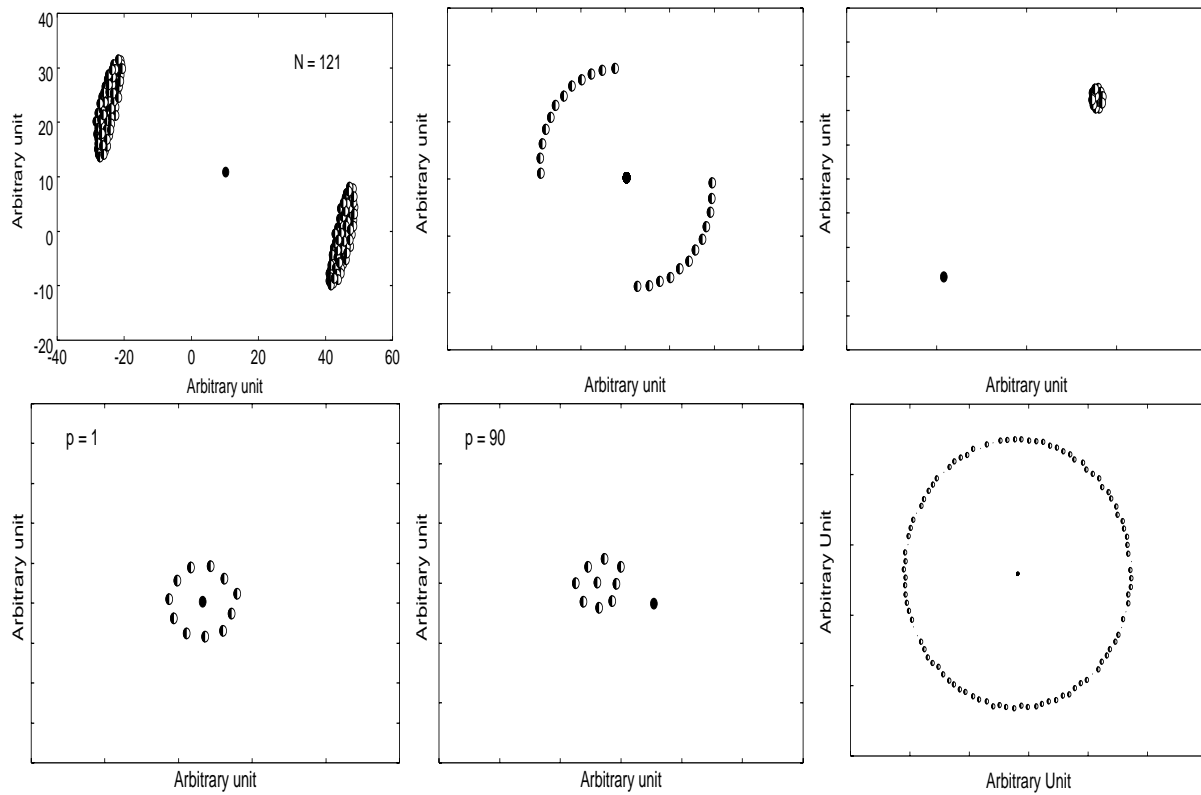 40
30
20
10
0
-10
-20
-40 -20 0 20 40 60
Arbitrary unit
Arbitrary unit
N = 121
Arbitrary unit
Arbitrary unit
Arbitrary unit
Arbitrary unit
p = 1
Arbitrary unit
Arbitrary unit
p = 90
Arbitrary unit
Arbitrary unit
Arbitrary Unit
Arbitrary Unit